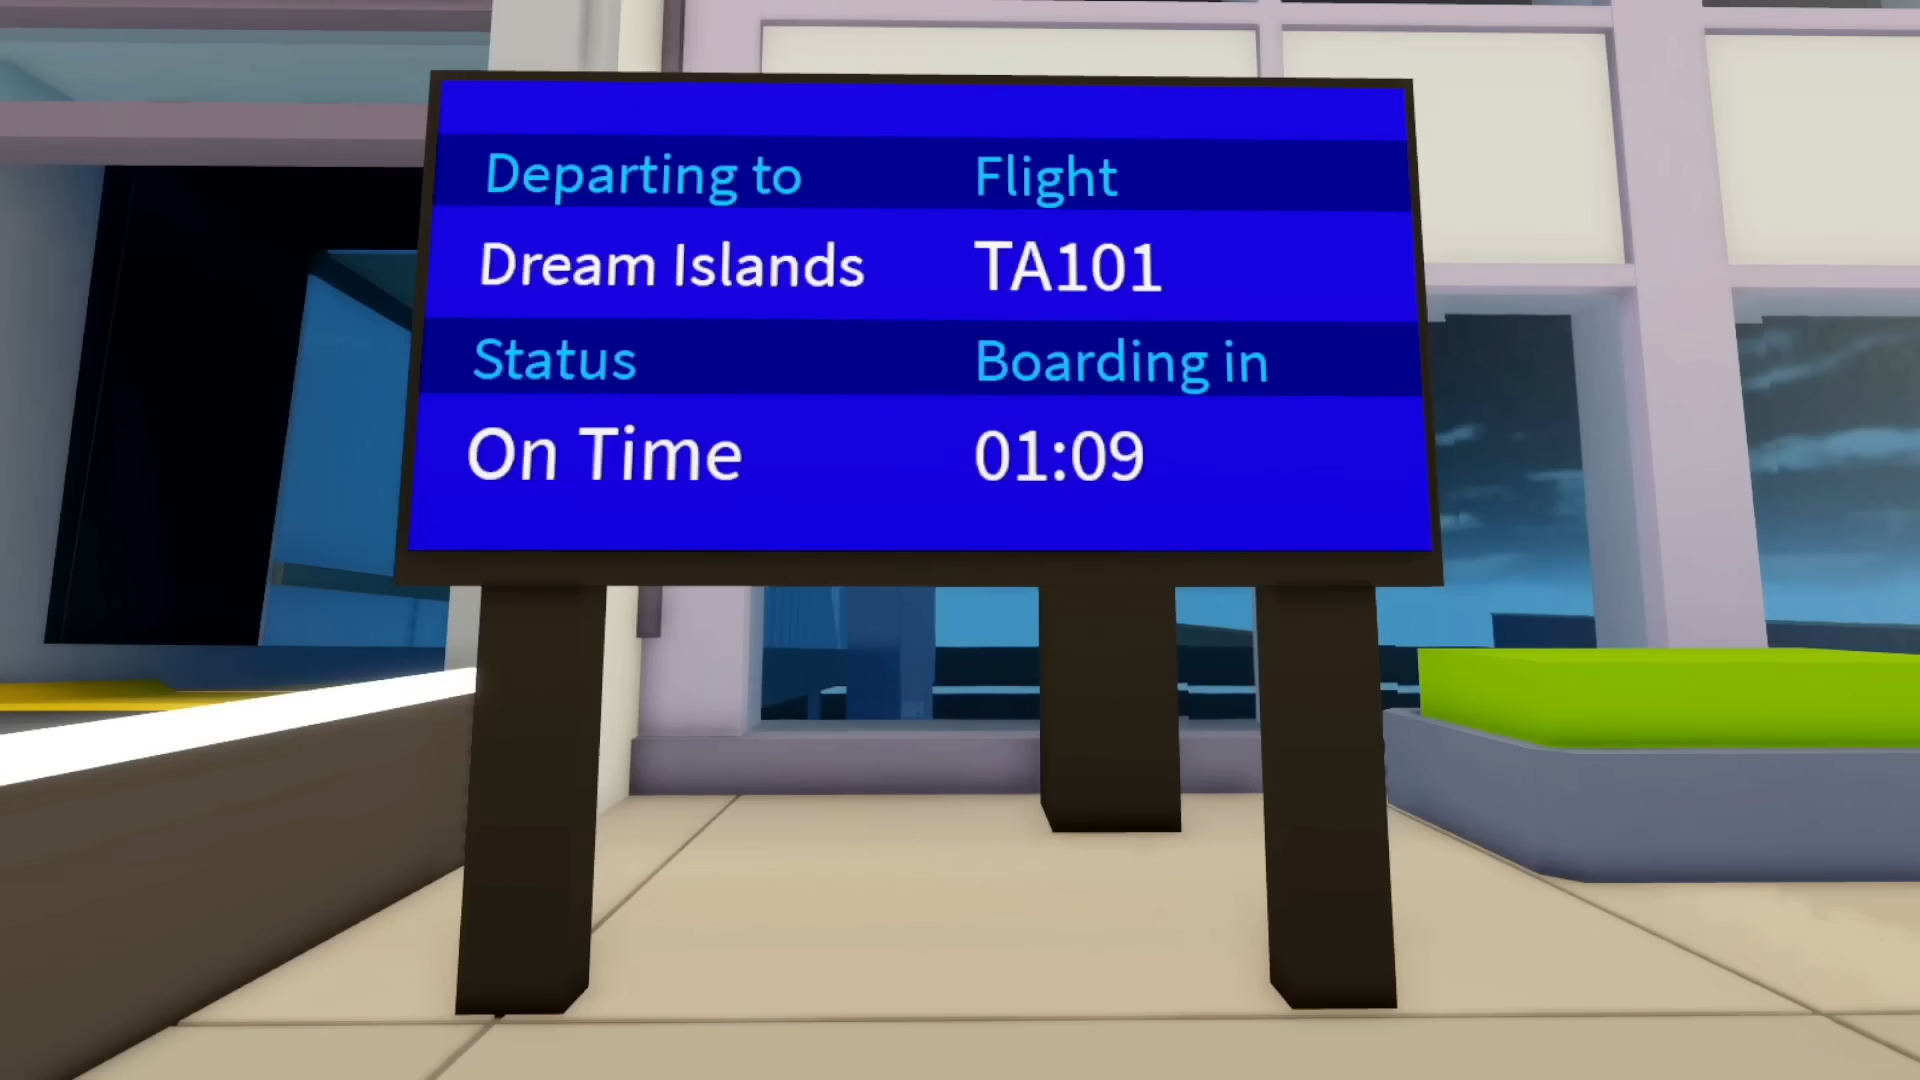 Departing to Flight
Dream Islands TA101
Status Boarding in
On Time 01:09